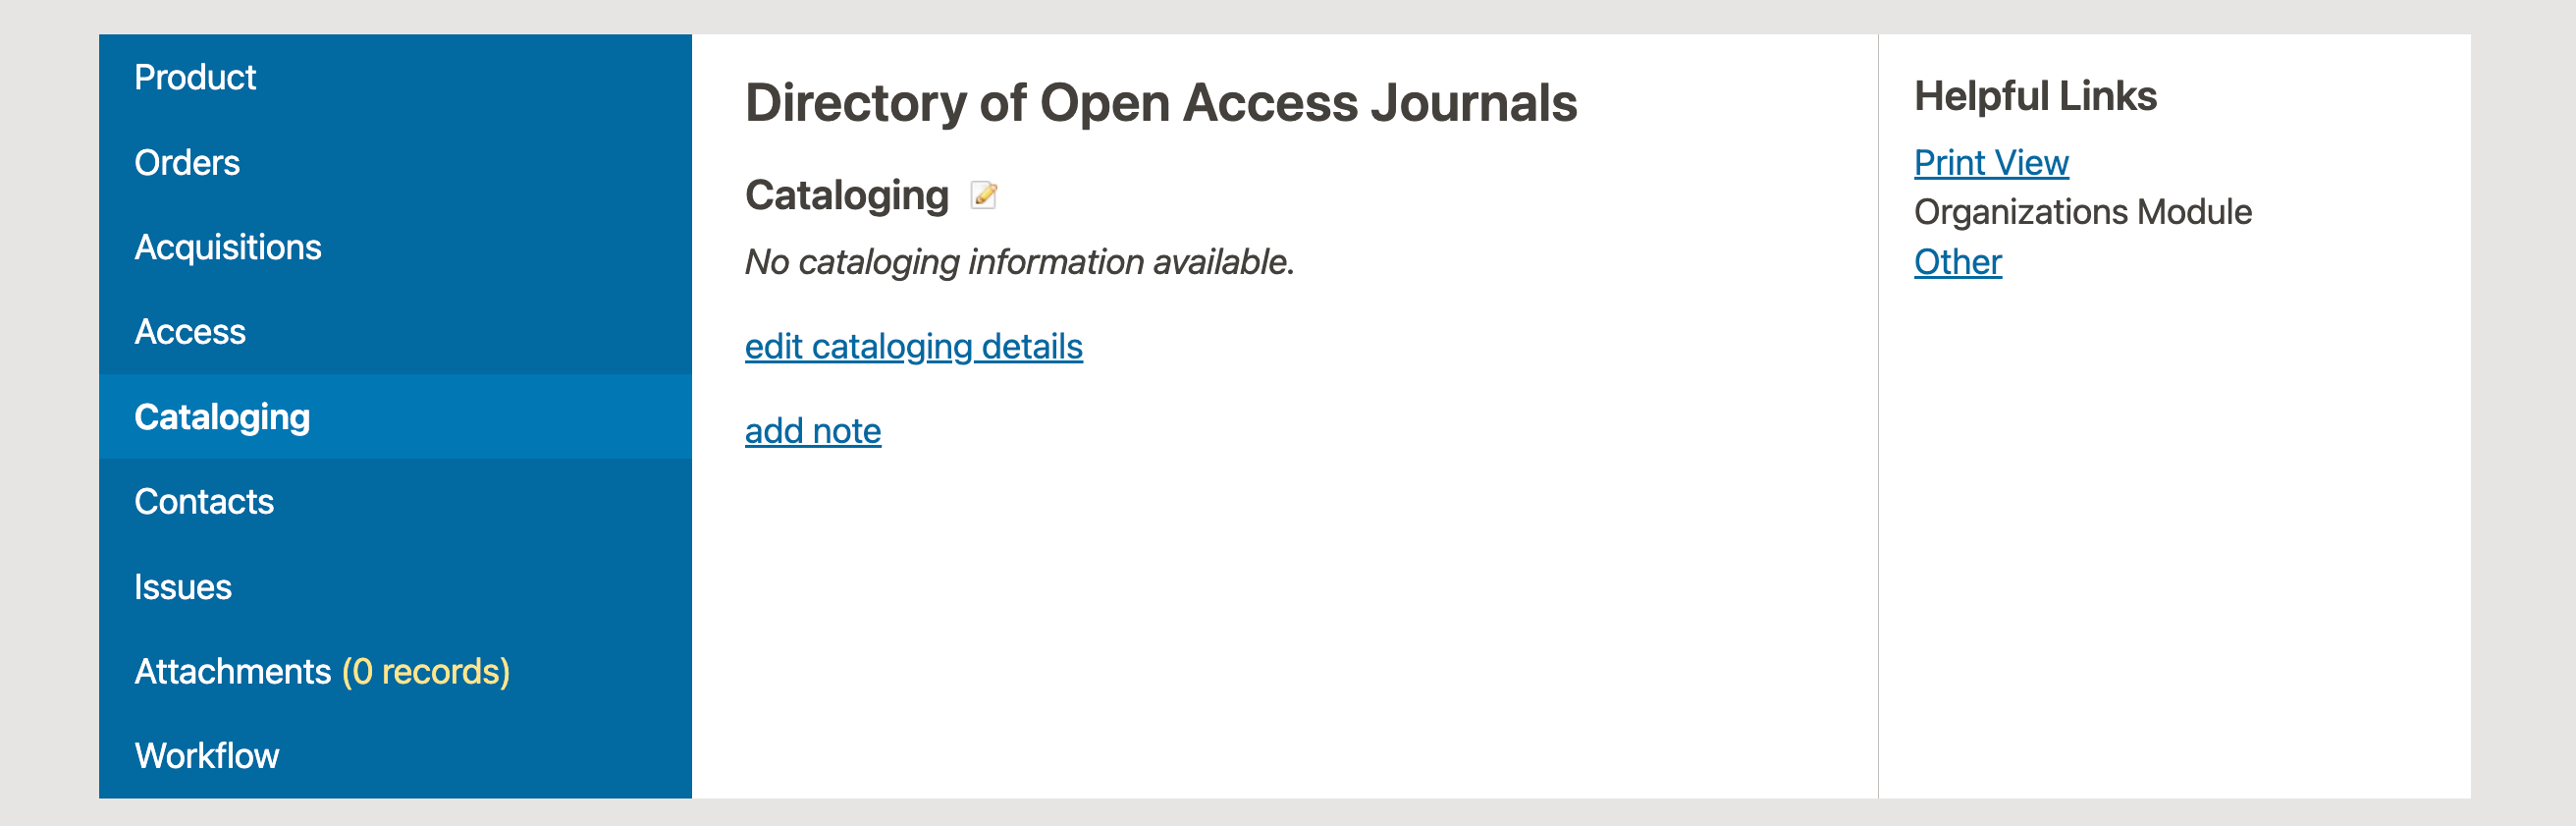 Product
Orders
Acquisitions
Access
Cataloging
Contacts
Issues
Attachments (0 records)
Workflow
Directory of Open Access Journals
Cataloging
No cataloging information available.
edit cataloging details
add note
Helpful Links
Print View
Organizations Module
Other